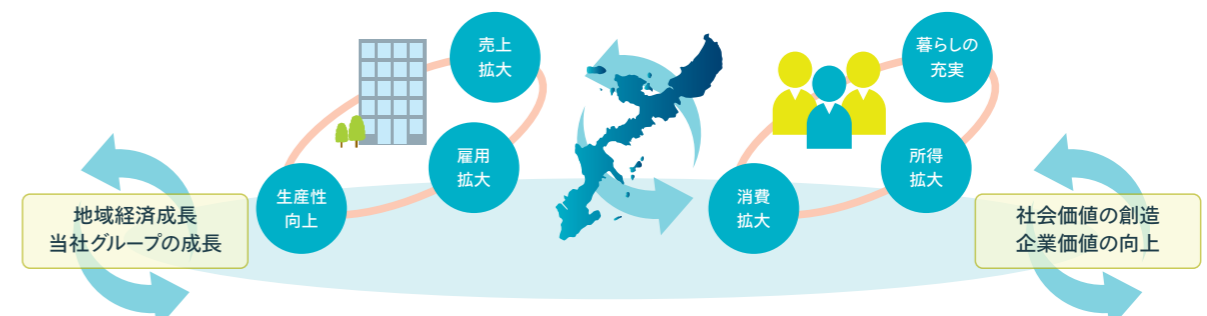 売上
拡大
雇用
拡大
生産性
向上
地域経済成長
当社グループの成長
暮らしの
充実
所得
拡大
消費
拡大
社会価値の創造
企業価値の向上